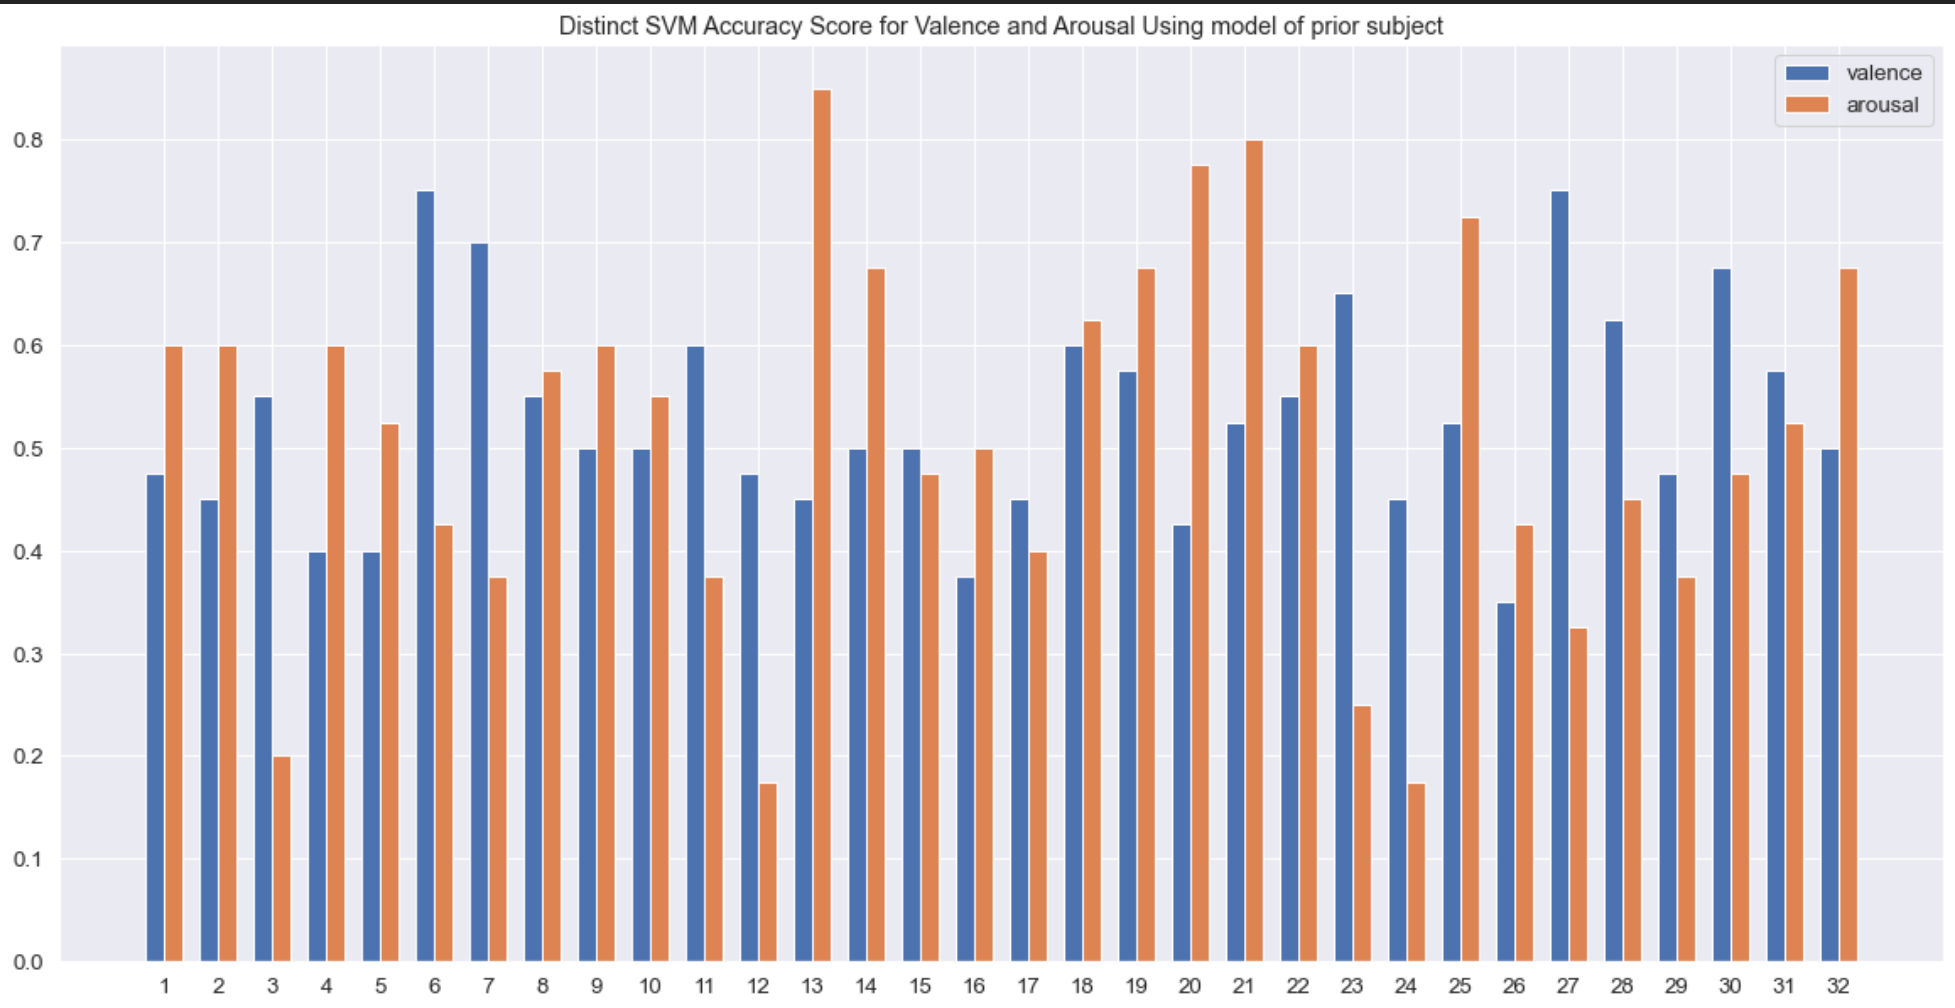 Distinct SVM Accuracy Score for Valence and Arousal Using model of prior subject
valence
arousal
0.8
0.7
0.6
0.5
0.4
0.3
0.2
0.1
0.0
1 2 3 4 5 6 7 8 9 10 11 12 13 14 15 16 17 18 19 20 21 22 23 24 25 26 27 28 29 30 31 32